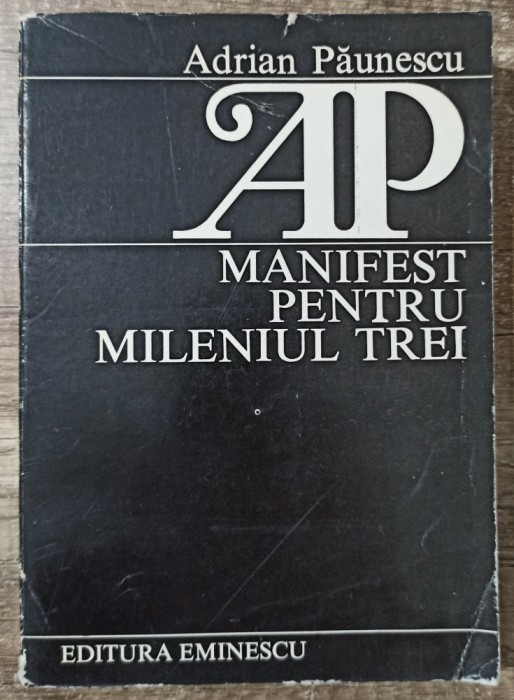 Adrian Păunescu
AP
MANIFEST
PENTRU
MILENIUL TREI
EDITURA EMINESCU